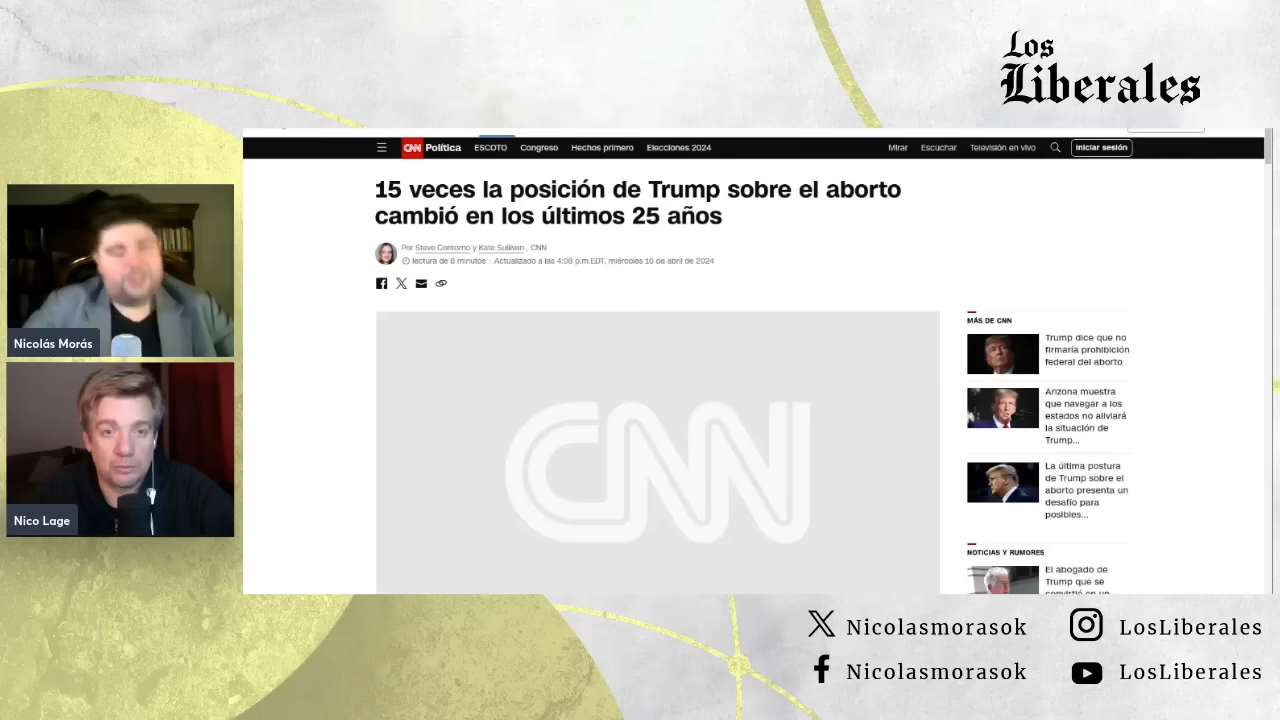 Los
Liberales
CNN Política ESCOTO Congreso Hechos primero Elecciones 2024 Mirar Escuchar Televisión en vivo Iniciar sesión
15 veces la posición de Trump sobre el aborto
cambió en los últimos 25 años
Por Steve Contorno y Kate Sullivan , CNN
lectura de 8 minutos · Actualizado a las 4:08 p.m.EDT, miércoles 10 de abril de 2024
CNN
MÁS DE CNN
Trump dice que no
firmaría prohibición
federal del aborto
Arizona muestra
que navegar a los
estados no aliviará
la situación de
Trump...
La última postura
de Trump sobre el
aborto presenta un
desafío para
posibles...
NOTICIAS Y RUMORES
El abogado de
Trump que se
convirtió en un
Nicolás Morás
Nico Lage
Nicolasmorasok
LosLiberales
Nicolasmorasok
LosLiberales